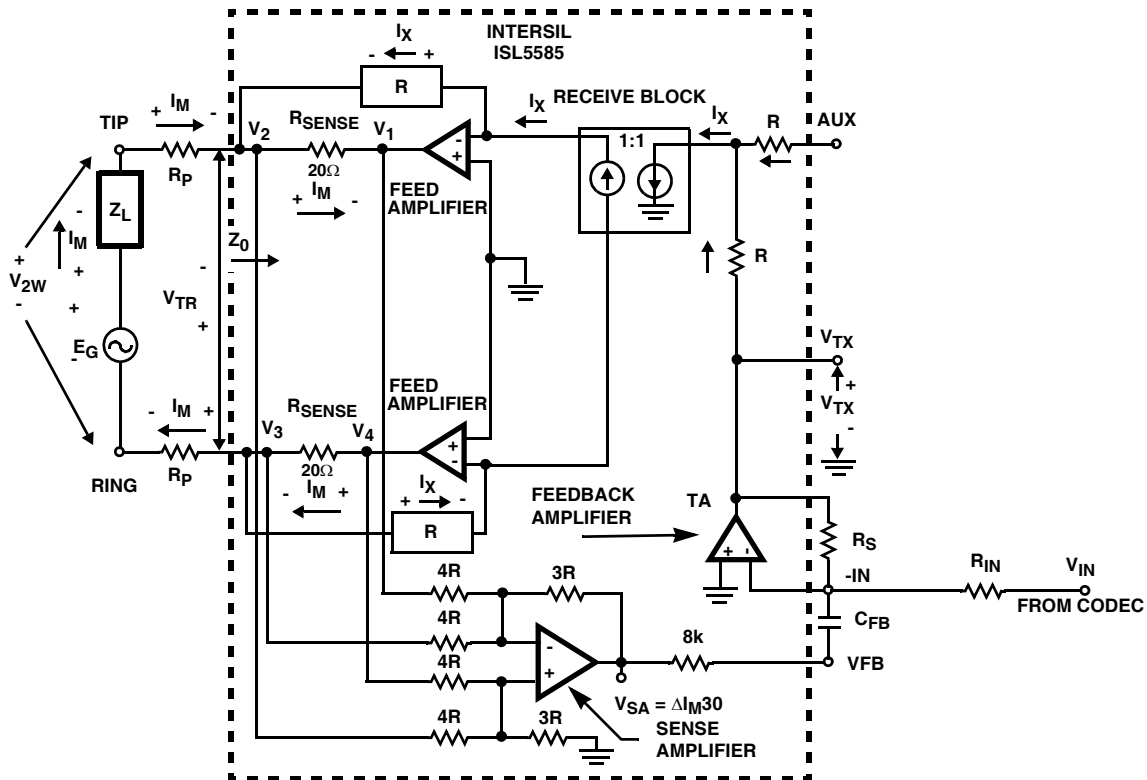 INTERSIL
ISL5585
I_X
- +
R
RECEIVE BLOCK
I_X
I_X
R
AUX
1:1
+ I_M -
TIP
V_2
R_SENSE
V_1
-
+
R_P
20Ω
I_M
+ -
FEED
AMPLIFIER
Z_L
-
I_M
+
+
V_2W
-
+
+
E_G
-
Z_0
-
V_TR
+
R
V_TX
+
V_TX
-
FEED
AMPLIFIER
- I_M +
V_3
R_SENSE
V_4
+
-
RING
R_P
20Ω
- I_M +
I_X
+ -
R
FEEDBACK
AMPLIFIER
TA
+ -
R_S
-IN
R_IN
V_IN
FROM CODEC
C_FB
VFB
4R
3R
4R
4R
-
+
8k
4R
3R
V_SA = ΔI_M30
SENSE
AMPLIFIER